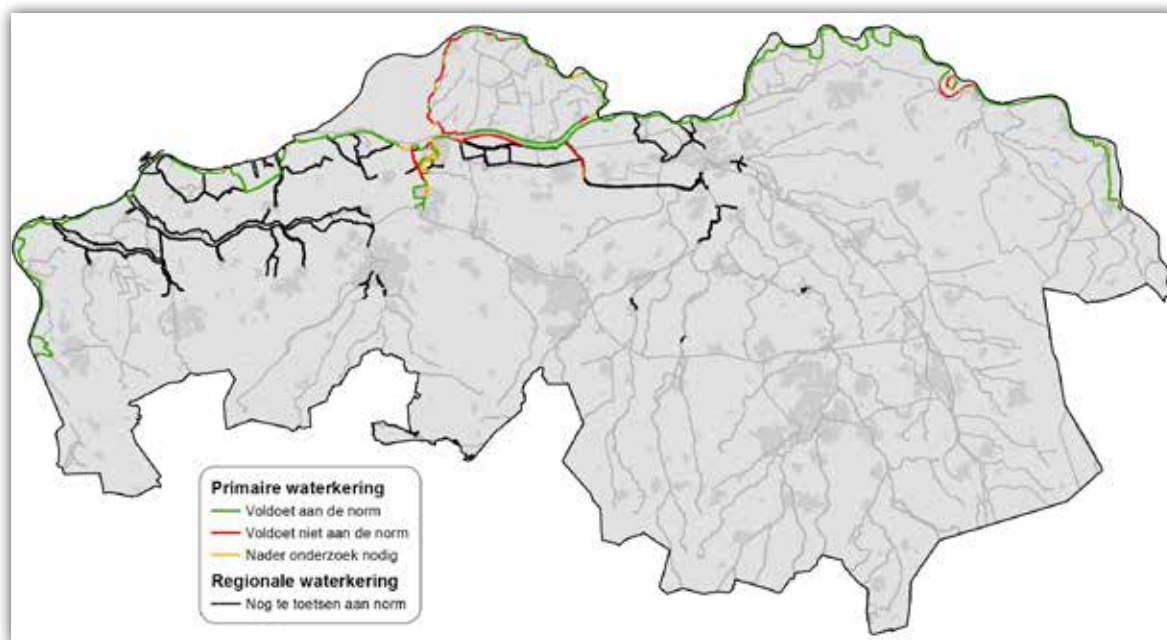 Primaire waterkering
Voldoet aan de norm
Voldoet niet aan de norm
Nader onderzoek nodig
Regionale waterkering
Nog te toetsen aan norm